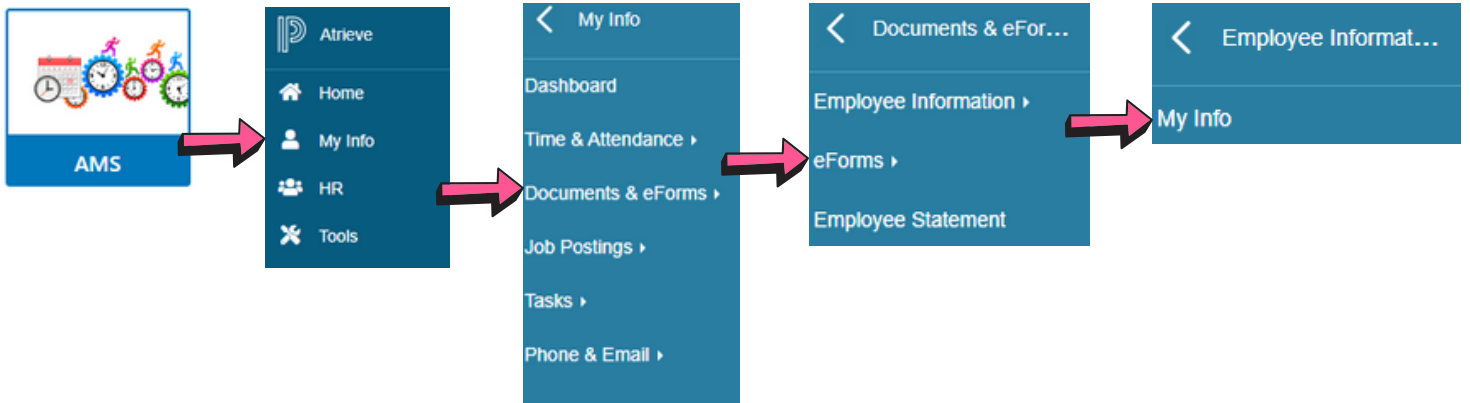 AMS
Atrieve
Home
My Info
HR
Tools
My Info
Dashboard
Time & Attendance
Documents & eForms
Job Postings
Tasks
Phone & Email
Documents & eFor...
Employee Information
eForms
Employee Statement
Employee Informat...
My Info